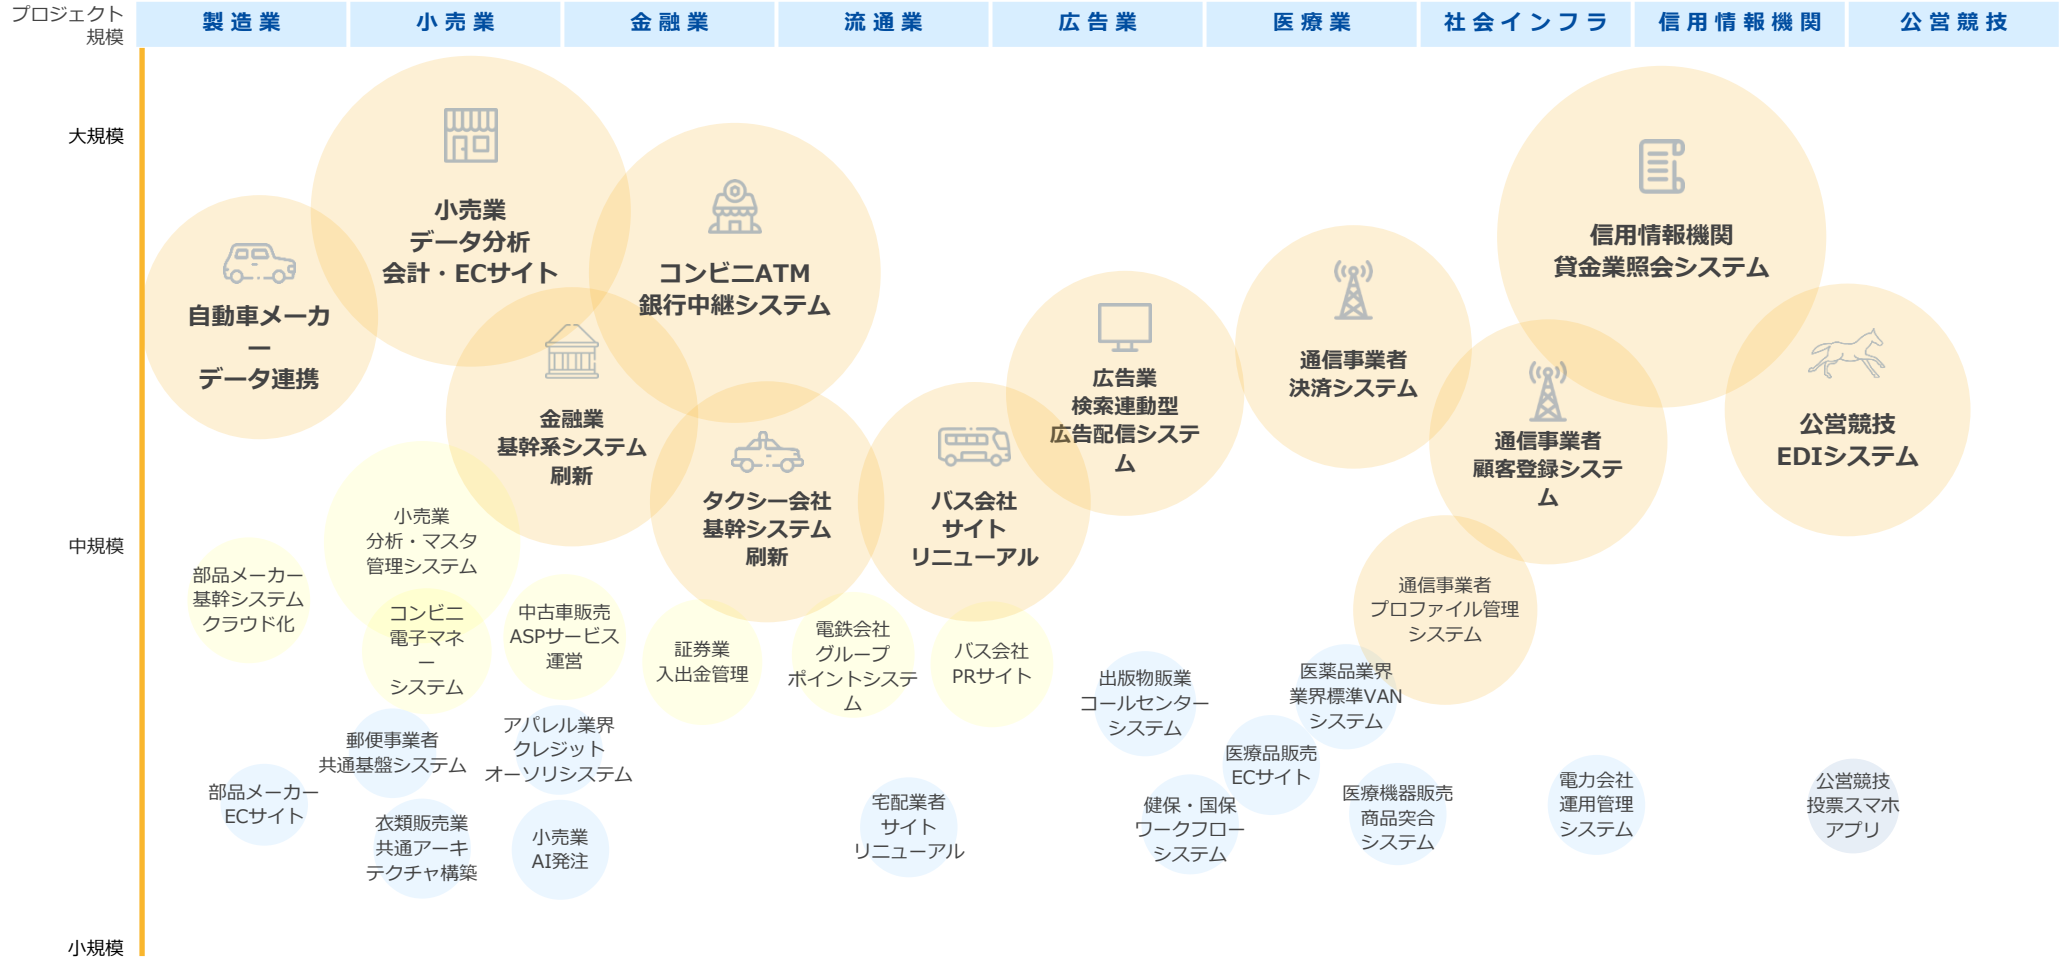 プロジェクト
規模
製造業
小売業
金融業
流通業
広告業
医療業
社会インフラ
信用情報機関
公営競技
大規模
中規模
小規模
自動車メーカ
ー
データ連携
小売業
データ分析
会計・ECサイト
コンビニATM
銀行中継システム
金融業
基幹系システム
刷新
タクシー会社
基幹システム
刷新
バス会社
サイト
リニューアル
広告業
検索連動型
広告配信システ
ム
通信事業者
決済システム
信用情報機関
貸金業照会システム
通信事業者
顧客登録システ
ム
公営競技
EDIシステム
通信事業者
プロファイル管理
システム
部品メーカー
基幹システム
クラウド化
小売業
分析・マスタ
管理システム
コンビニ
電子マネ
ー
システム
中古車販売
ASPサービス
運営
証券業
入出金管理
電鉄会社
グループ
ポイントシステ
ム
バス会社
PRサイト
出版物販業
コールセンター
システム
医薬品業界
業界標準VAN
システム
郵便事業者
共通基盤システム
アパレル業界
クレジット
オーソリシステム
部品メーカー
ECサイト
衣類販売業
共通アーキ
テクチャ構築
小売業
AI発注
宅配業者
サイト
リニューアル
健保・国保
ワークフロー
システム
医療品販売
ECサイト
医療機器販売
商品突合
システム
電力会社
運用管理
システム
公営競技
投票スマホ
アプリ